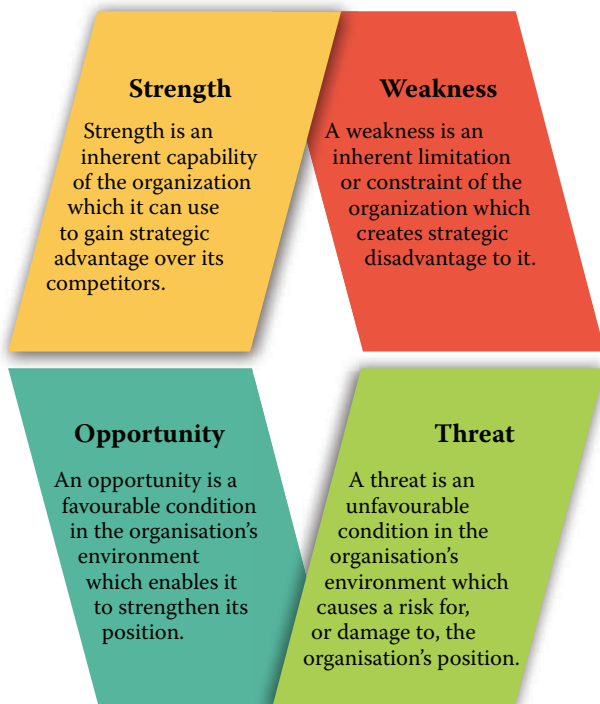 Strength
Strength is an
inherent capability
of the organization
which it can use
to gain strategic
advantage over its
competitors.
Weakness
A weakness is an
inherent limitation
or constraint of the
organization which
creates strategic
disadvantage to it.
Opportunity
An opportunity is a
favourable condition
in the organisation's
environment
which enables it
to strengthen its
position.
Threat
A threat is an
unfavourable
condition in the
organisation's
environment which
causes a risk for,
or damage to, the
organisation's position.